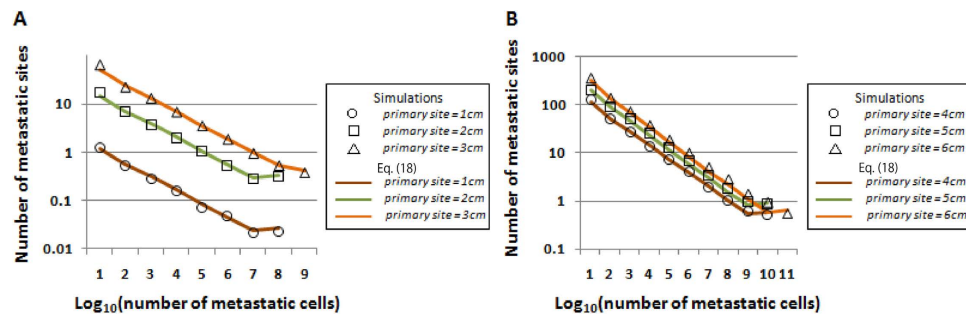 A
Number of metastatic sites
10
1
0.1
0.01
1 2 3 4 5 6 7 8 9
Log10(number of metastatic cells)
Simulations
primary site=1cm
primary site=2cm
primary site=3cm
Eq. (18)
primary site=1cm
primary site=2cm
primary site=3cm
B
Number of metastatic sites
1000
100
10
1
0.1
1 2 3 4 5 6 7 8 9 10 11
Log10(number of metastatic cells)
Simulations
primary site=4cm
primary site=5cm
primary site=6cm
Eq. (18)
primary site=4cm
primary site=5cm
primary site=6cm